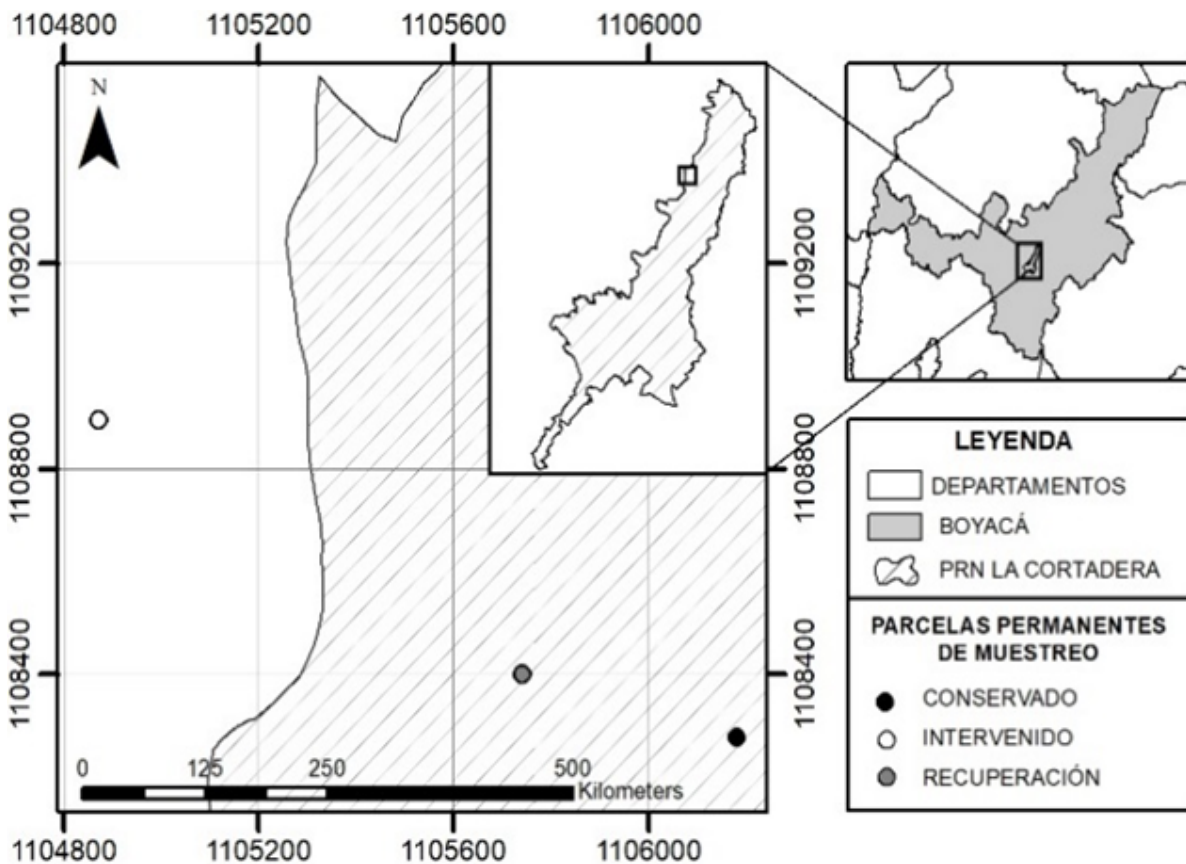 1104800 1105200 1105600 1106000
N
1109200 1109200
1108800 1108800
1108400 1108400
0 125 250 500
Kilometers
1104800 1105200 1105600 1106000
LEYENDA
DEPARTAMENTOS
BOYACÁ
PRN LA CORTADERA
PARCELAS PERMANENTES
DE MUESTREO
CONSERVADO
INTERVENIDO
RECUPERACIÓN